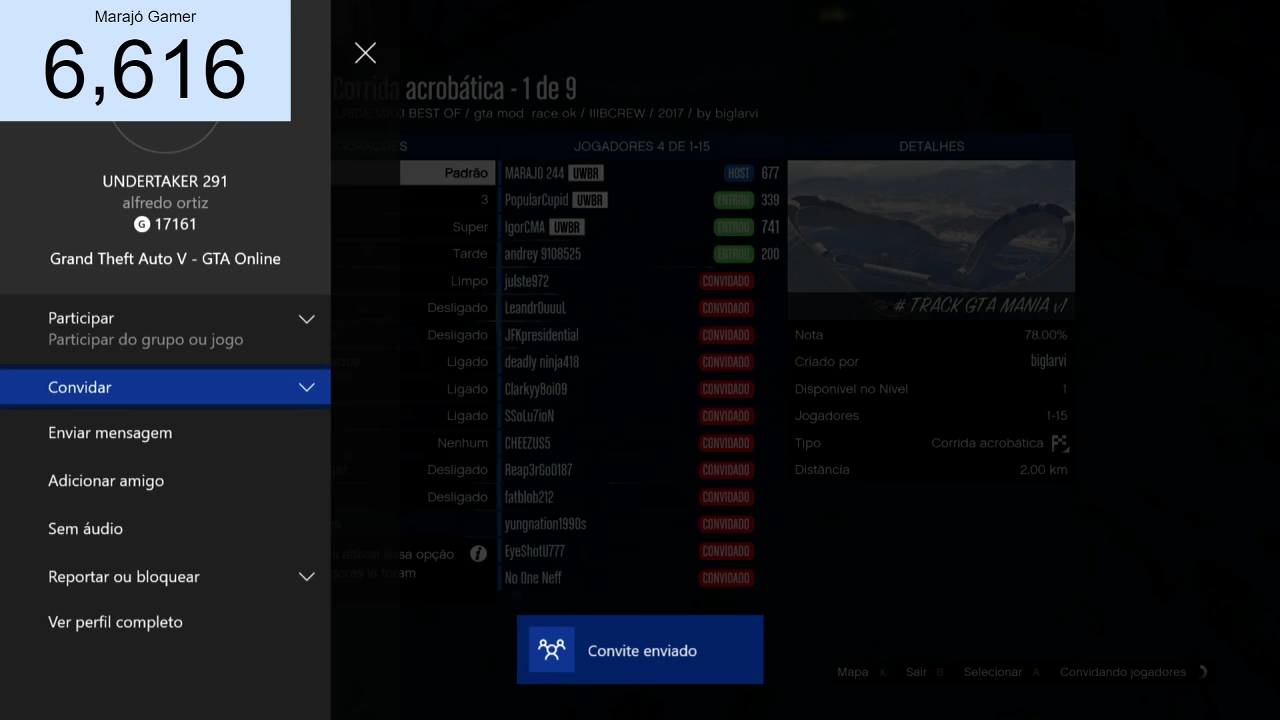 Marajó Gamer
6,616
UNDERTAKER 291
alfredo ortiz
G 17161
Grand Theft Auto V - GTA Online
Participar
Participar do grupo ou jogo
Convidar
Enviar mensagem
Adicionar amigo
Sem áudio
Reportar ou bloquear
Ver perfil completo
Corrida acrobática - 1 de 9
BEST OF / gta mod race ok / IIIBCREW / 2017 / by biglarvi
Padrão
3
Super
Tarde
Limpo
Desligado
Desligado
Ligado
Ligado
Ligado
Nenhum
Desligado
Desligado
alterar essa opção
JOGADORES 4 DE 1-15
MARAJO 244 UWBR HOST 677
PopularCupid UWBR ENTROU 339
IgorCMA UWBR ENTROU 741
andrey 9108525 ENTROU 200
julste972 CONVIDADO
Leandr0uuuL CONVIDADO
JFKpresidential CONVIDADO
deadly ninja418 CONVIDADO
ClarkyyBoi09 CONVIDADO
SSoLu7ioN CONVIDADO
CHEEZUS5 CONVIDADO
Reap3rGoD187 CONVIDADO
fatblob212 CONVIDADO
yungnation1990s CONVIDADO
EyeShotU777 CONVIDADO
No One Neff CONVIDADO
DETALHES
# TRACK GTA MANIA v1
Nota 78.00%
Criado por biglarvi
Disponível no Nível 1
Jogadores 1-15
Tipo Corrida acrobática
Distância 2.00 km
Convite enviado
Mapa X Sair B Selecionar A Convidando jogadores